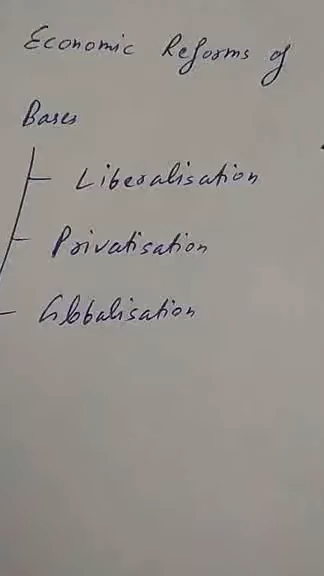 Economic Reforms of
Bases
Liberalisation
Privatisation
Globalisation